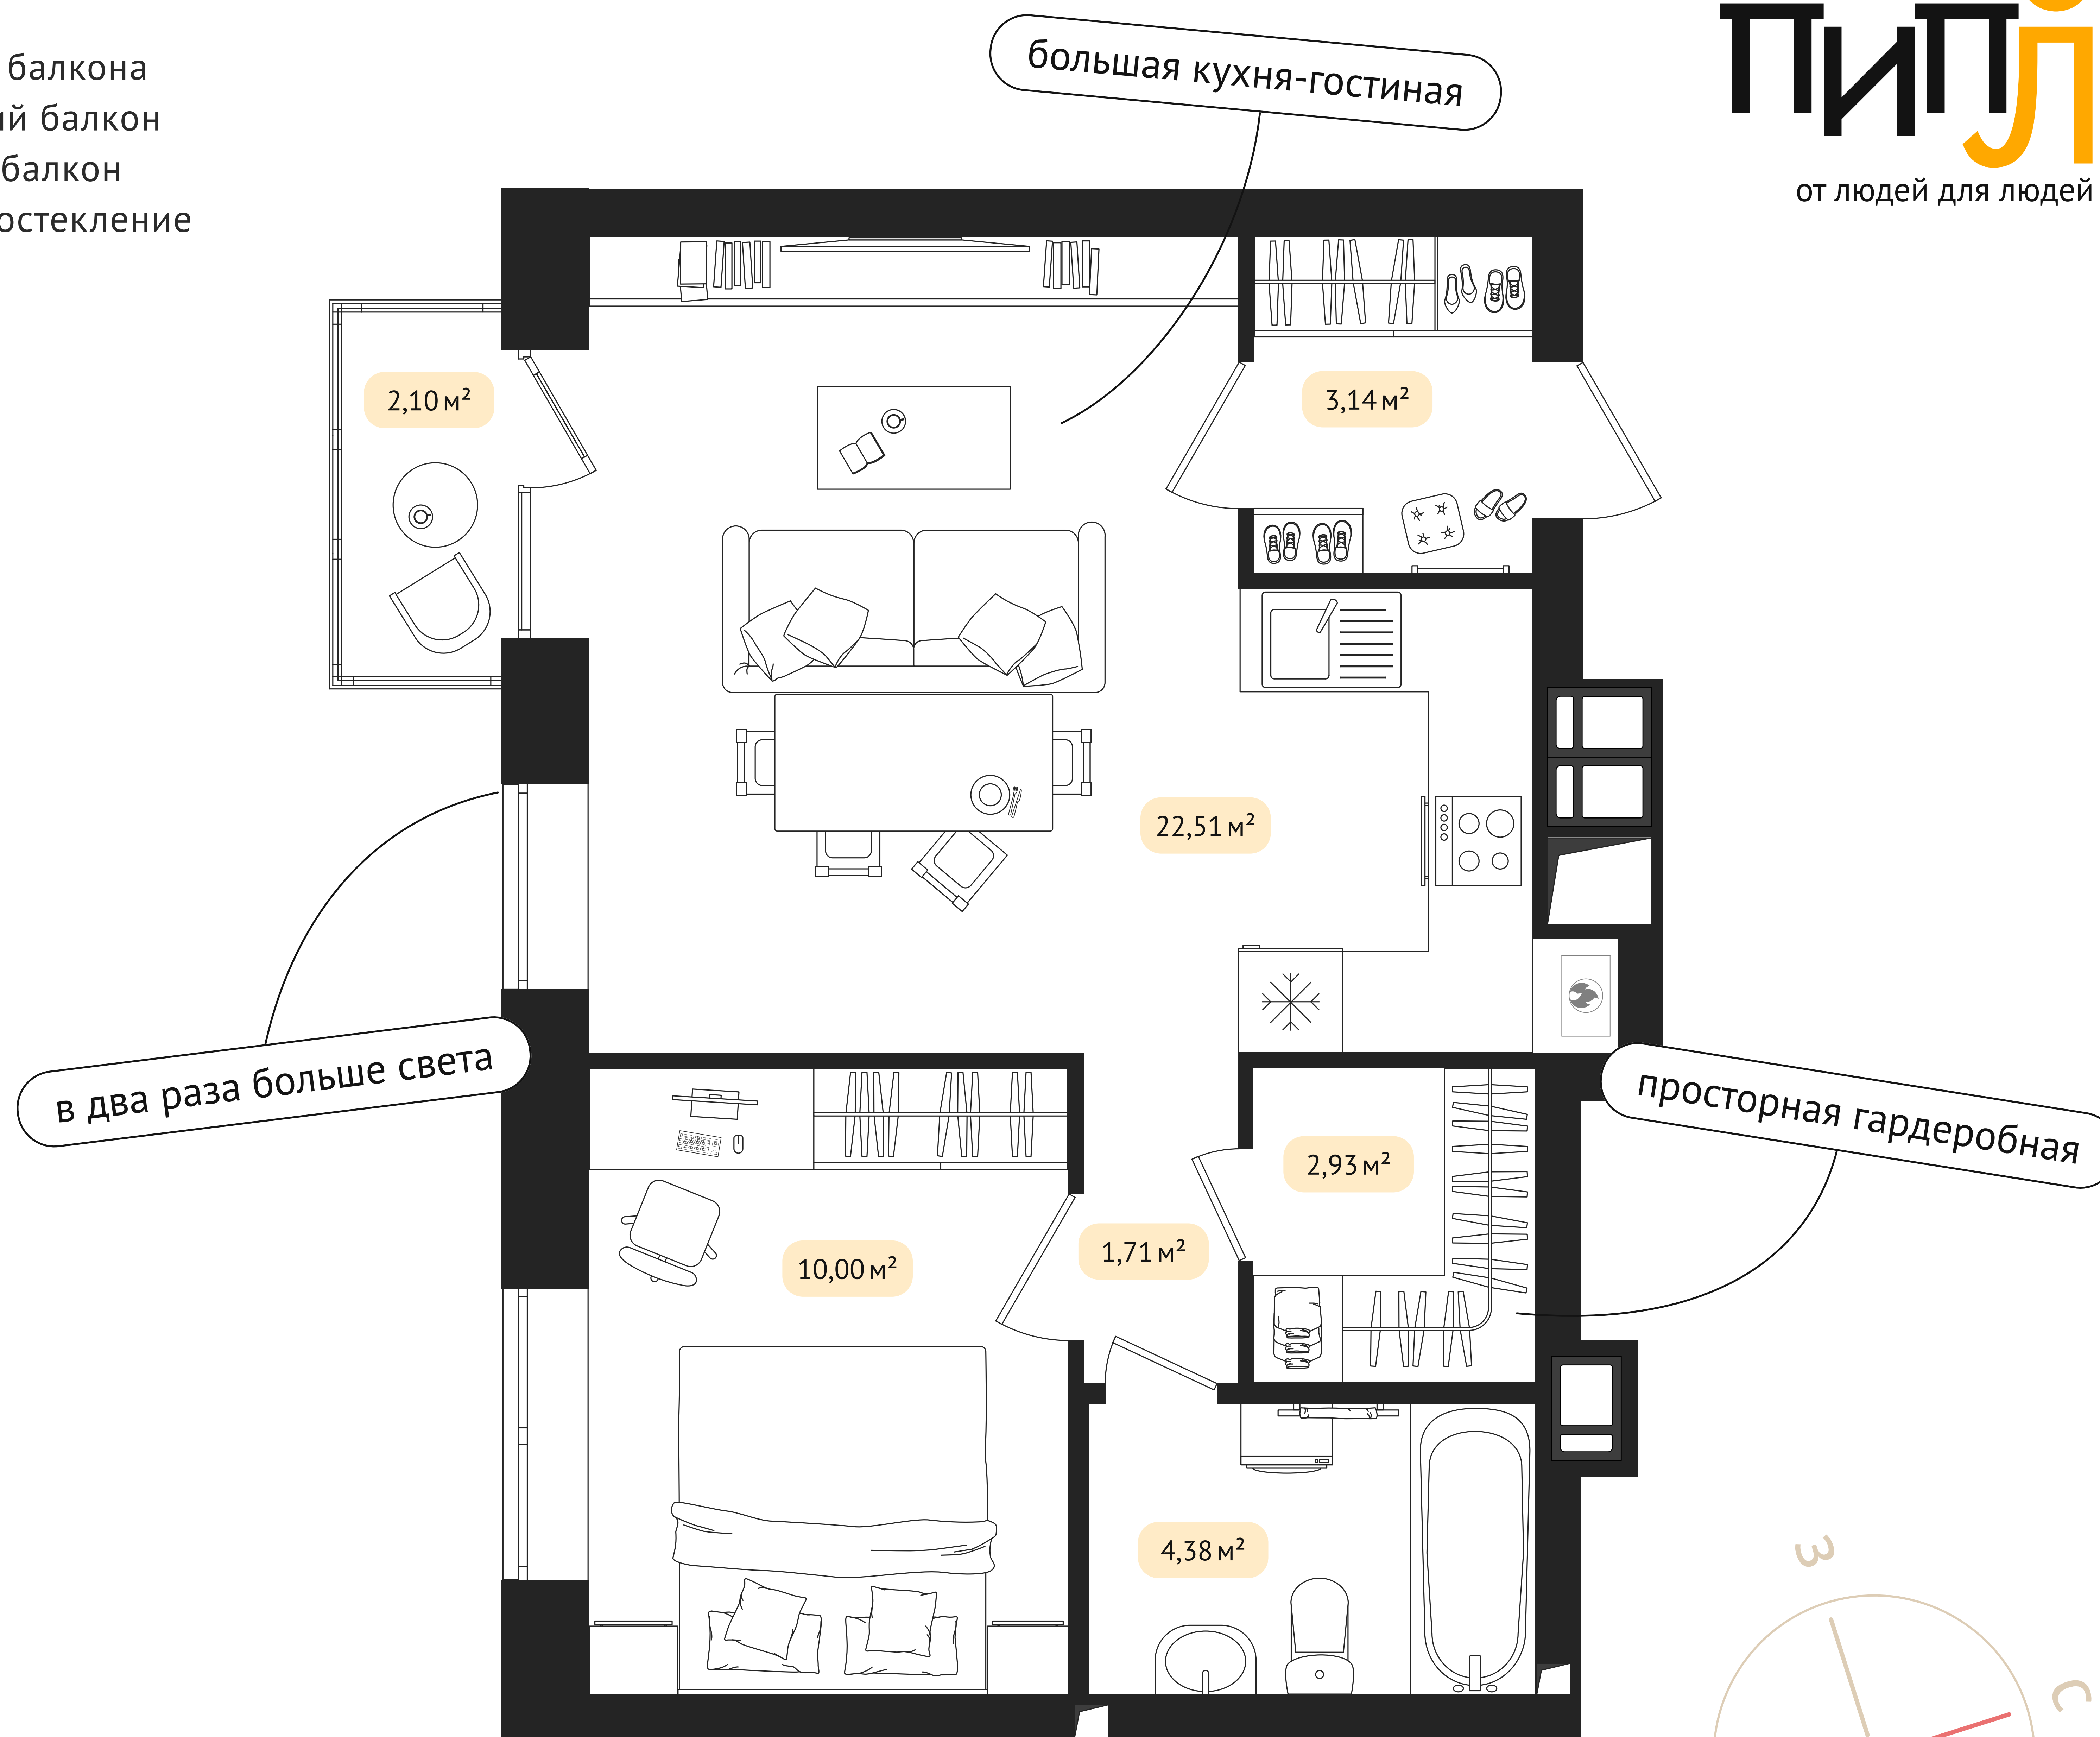 балкона
ий балкон
балкон
остекление
большая кухня-гостиная
ПИПЛ
от людей для людей
2,10 м²
3,14 м²
22,51 м²
в два раза больше света
просторная гардеробная
2,93 м²
1,71 м²
10,00 м²
4,38 м²
З
С